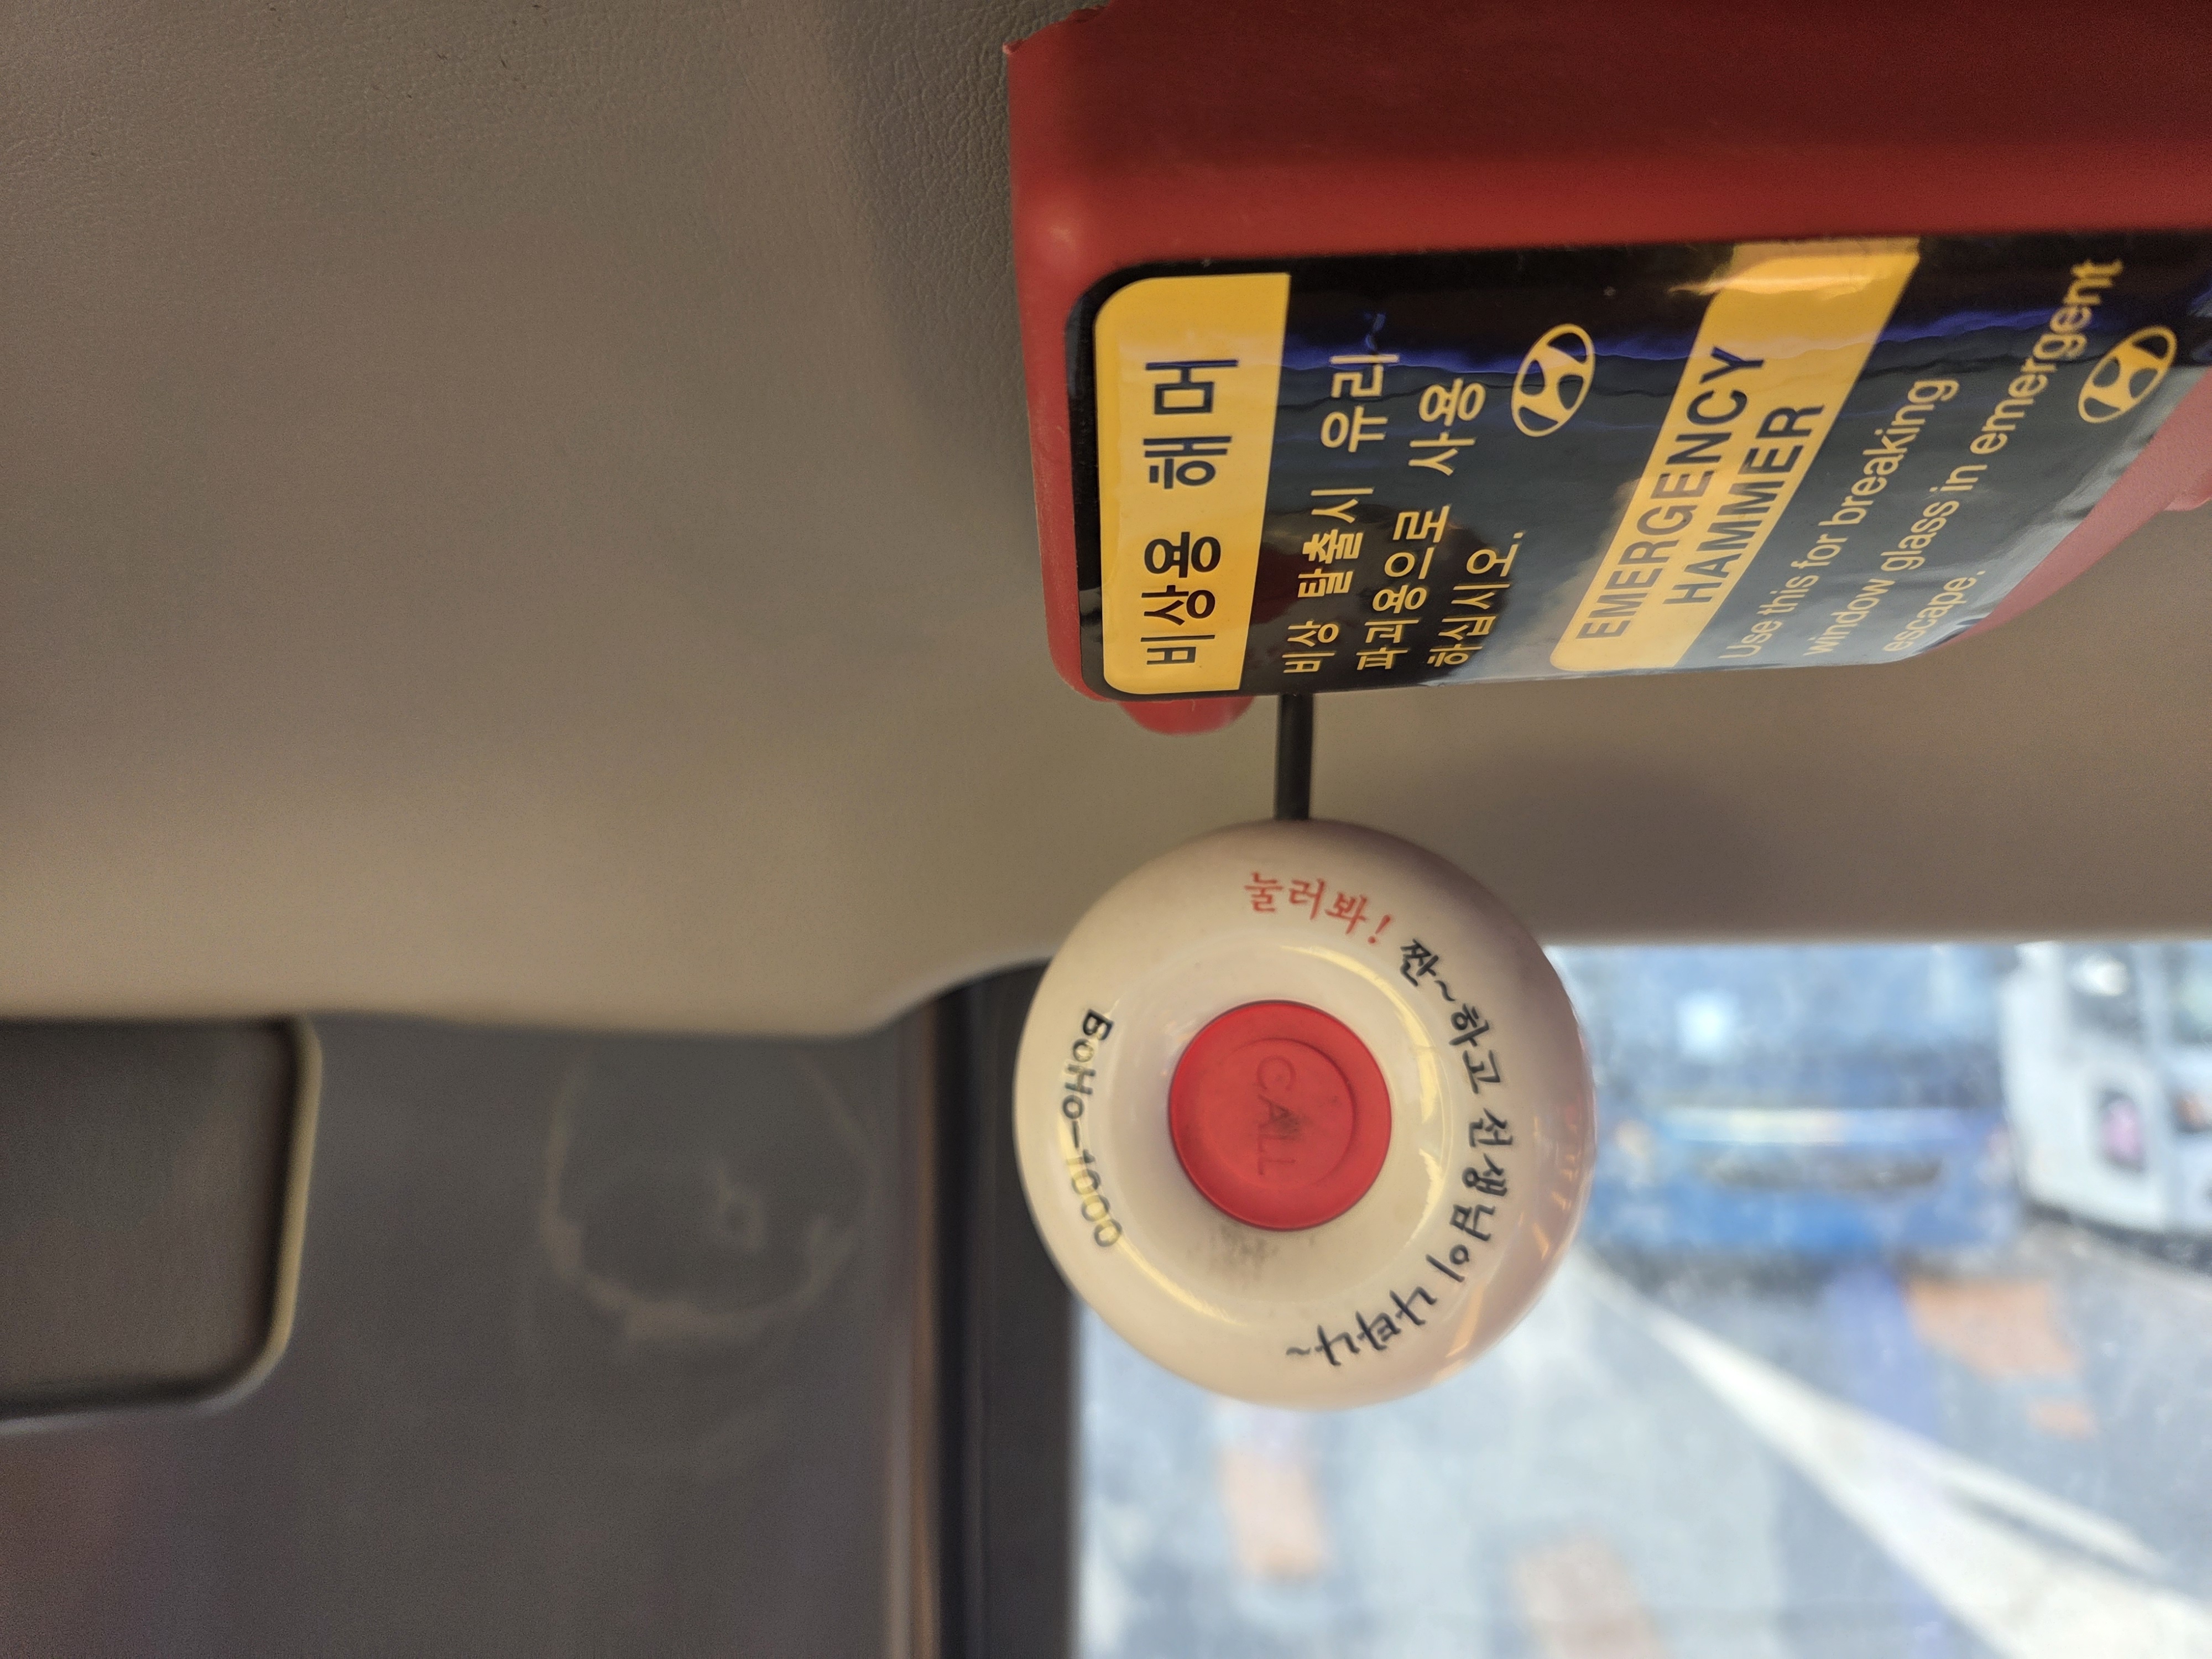 비상용 해머
비상 탈출시 유리
파괴용으로 사용
하십시오.
EMERGENCY
HAMMER
Use this for breaking
window glass in emergent
escape.
눌러봐! 짠~하고 선생님이 나타나~
CALL
BoHo-1000